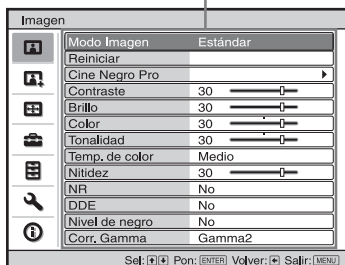 Imagen
Modo Imagen Estándar
Reiniciar
Cine Negro Pro
Contraste 30
Brillo 30
Color 30
Tonalidad 30
Temp. de color Medio
Nitidez 30
NR No
DDE No
Nivel de negro No
Corr. Gamma Gamma2
Sel: Pon: ENTER Volver: Salir: MENU